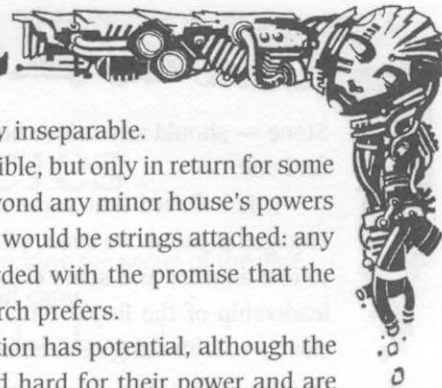 y inseparable.
ible, but only in return for some
yond any minor house's powers
would be strings attached: any
ded with the promise that the
rch prefers.
tion has potential, although the
d hard for their power and are